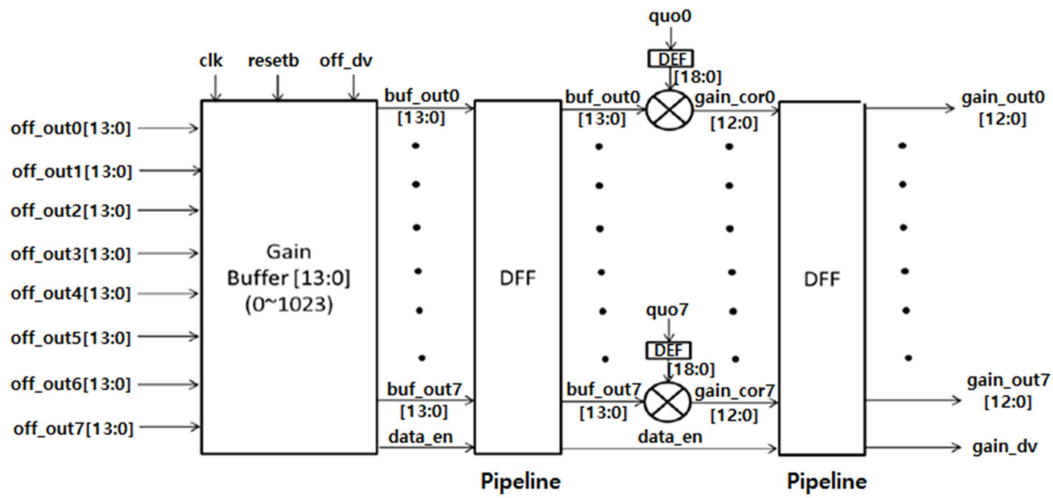 quo0
clk resetb off_dv
DEF
[18:0]
buf_out0 buf_out0 gain_cor0 gain_out0
[13:0] [13:0] [12:0] [12:0]
off_out0[13:0]
off_out1[13:0]
off_out2[13:0]
off_out3[13:0]
off_out4[13:0]
off_out5[13:0]
off_out6[13:0]
off_out7[13:0]
Gain
Buffer [13:0]
(0~1023)
DFF
DFF
quo7
DEF
[18:0]
buf_out7 buf_out7 gain_cor7 gain_out7
[13:0] [13:0] [12:0] [12:0]
data_en data_en gain_dv
Pipeline Pipeline